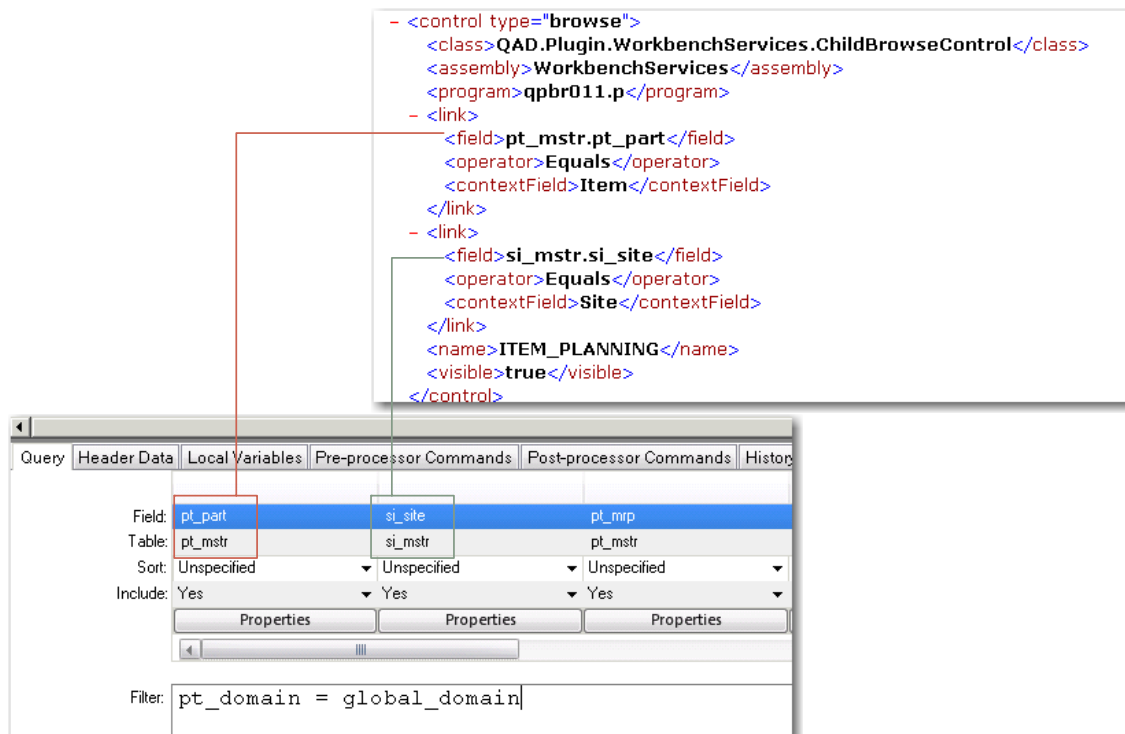 - <control type="browse">
<class>QAD.Plugin.WorkbenchServices.ChildBrowseControl</class>
<assembly>WorkbenchServices</assembly>
<program>qpbr011.p</program>
- <link>
<field>pt_mstr.pt_part</field>
<operator>Equals</operator>
<contextField>Item</contextField>
</link>
- <link>
<field>si_mstr.si_site</field>
<operator>Equals</operator>
<contextField>Site</contextField>
</link>
<name>ITEM_PLANNING</name>
<visible>true</visible>
</control>
Query Header Data Local Variables Pre-processor Commands Post-processor Commands History
Field: pt_part si_site pt_mrp
Table: pt_mstr si_mstr pt_mstr
Sort: Unspecified Unspecified Unspecified
Include: Yes Yes Yes
Properties Properties Properties
Filter: pt_domain = global_domain